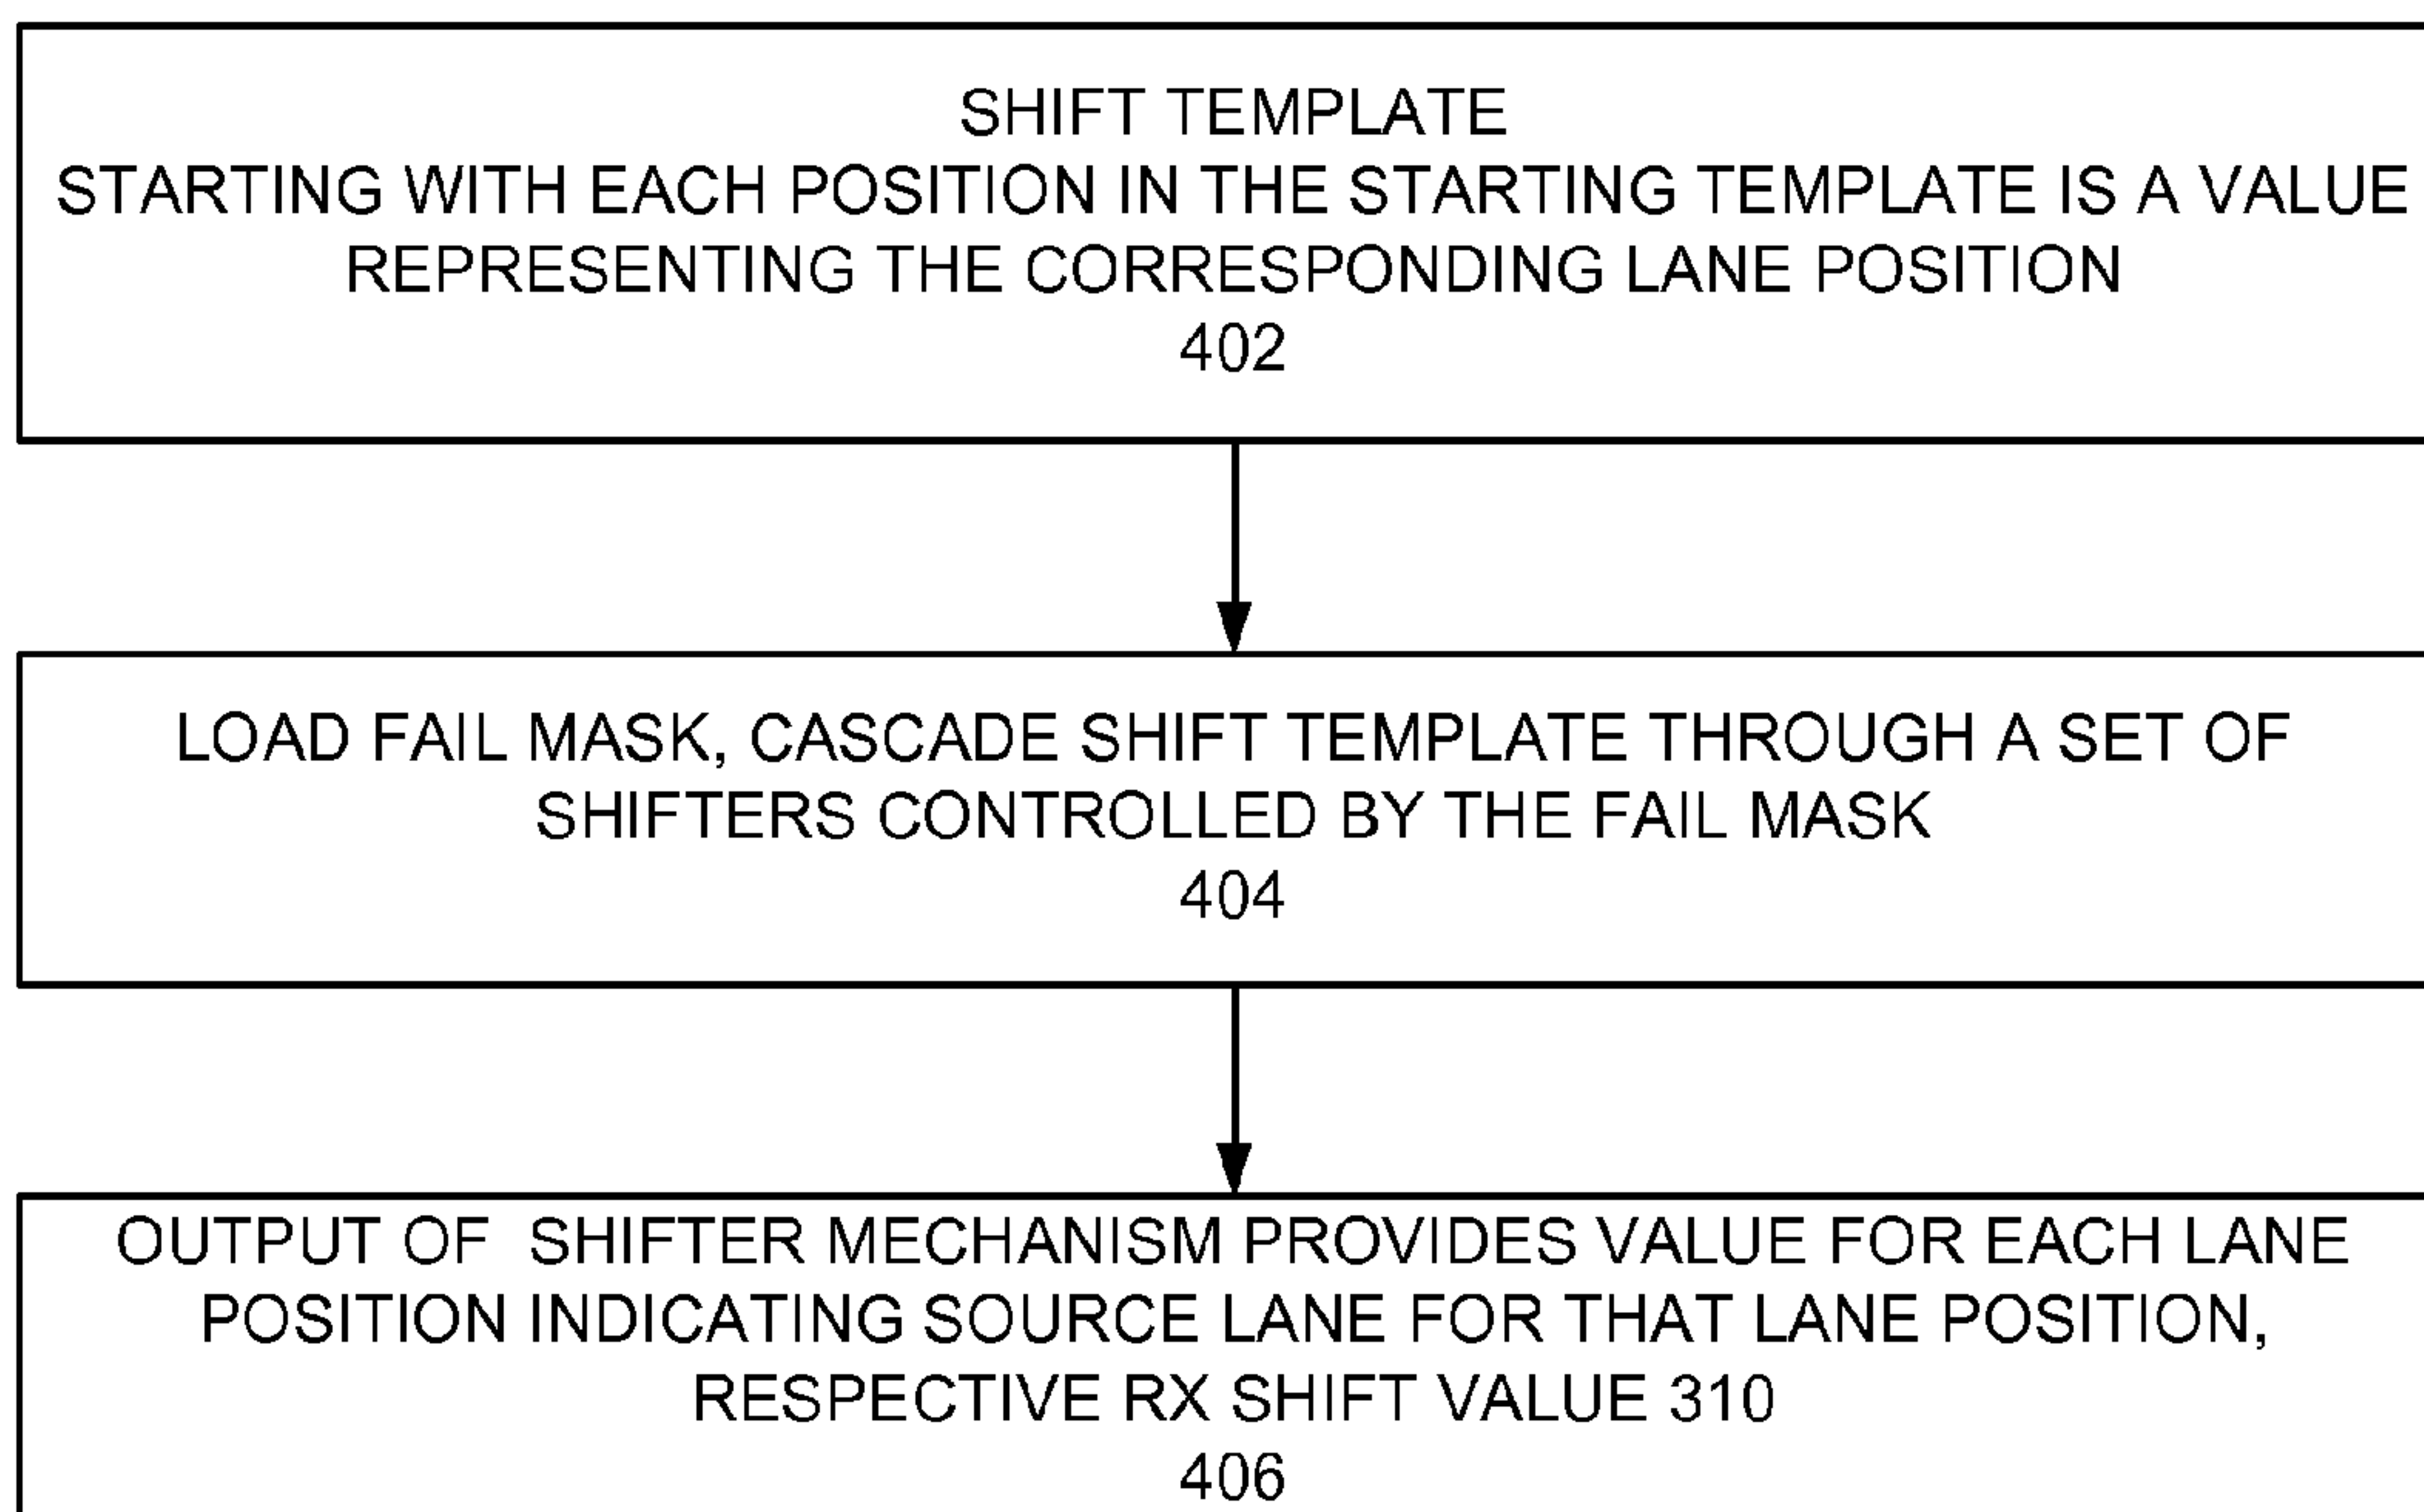 SHIFT TEMPLATE
STARTING WITH EACH POSITION IN THE STARTING TEMPLATE IS A VALUE
REPRESENTING THE CORRESPONDING LANE POSITION
402
LOAD FAIL MASK, CASCADE SHIFT TEMPLATE THROUGH A SET OF
SHIFTERS CONTROLLED BY THE FAIL MASK
404
OUTPUT OF SHIFTER MECHANISM PROVIDES VALUE FOR EACH LANE
POSITION INDICATING SOURCE LANE FOR THAT LANE POSITION,
RESPECTIVE RX SHIFT VALUE 310
406